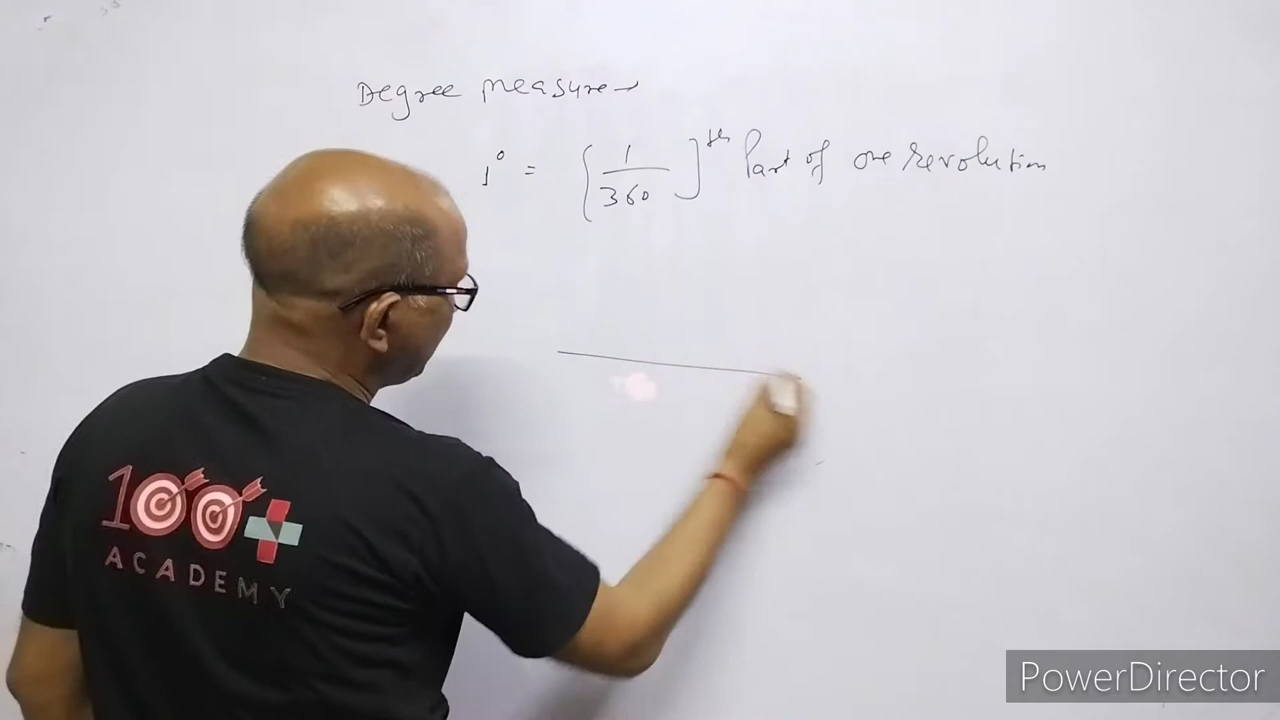 Degree measure →
1° = [1/360]th Part of one revolution
100+
ACADEMY
PowerDirector